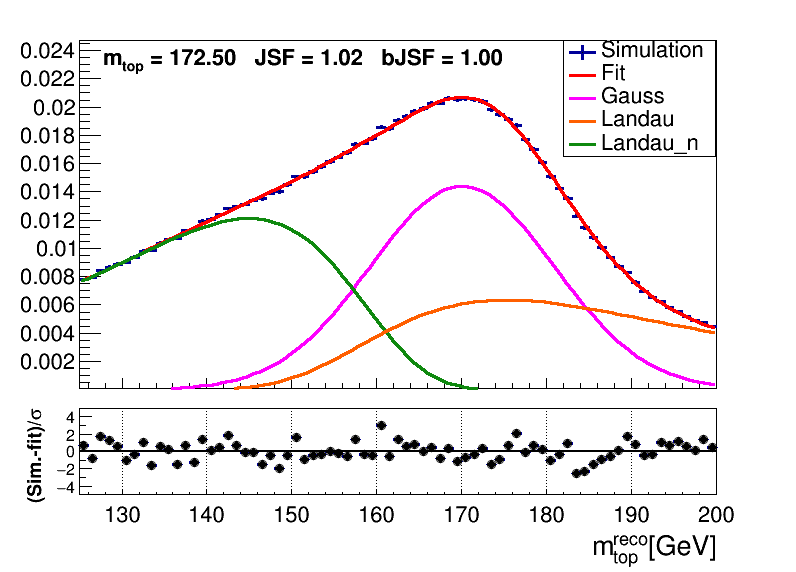 m_top = 172.50 JSF = 1.02 bJSF = 1.00
Simulation
Fit
Gauss
Landau
Landau_n
0.024
0.022
0.02
0.018
0.016
0.014
0.012
0.01
0.008
0.006
0.004
0.002
(Sim.-fit)/σ
4
2
0
−2
−4
130 140 150 160 170 180 190 200
m_top^reco[GeV]